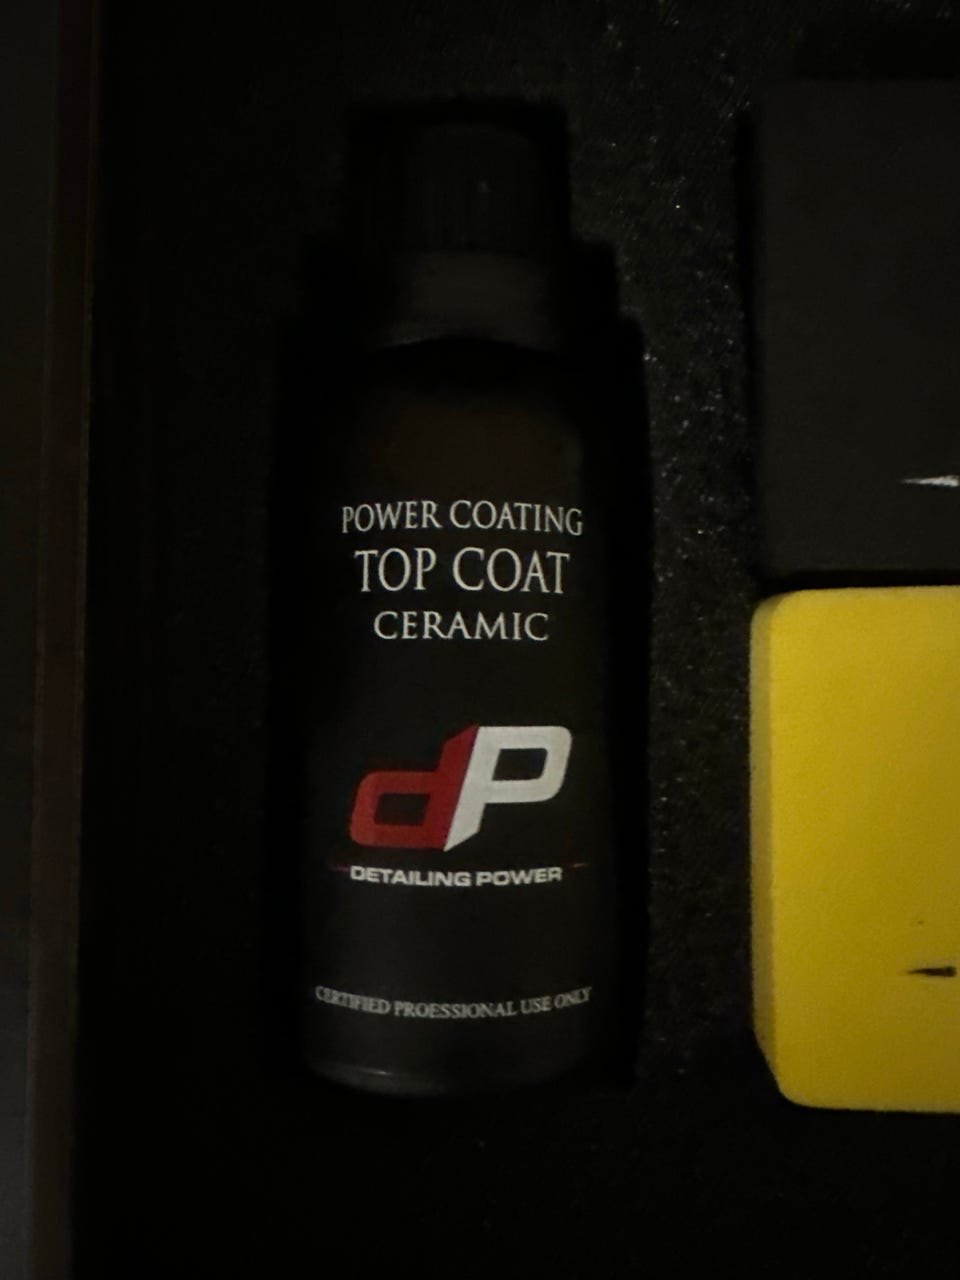 POWER COATING
TOP COAT
CERAMIC
dP
DETAILING POWER
CERTIFIED PROESSIONAL USE ONLY